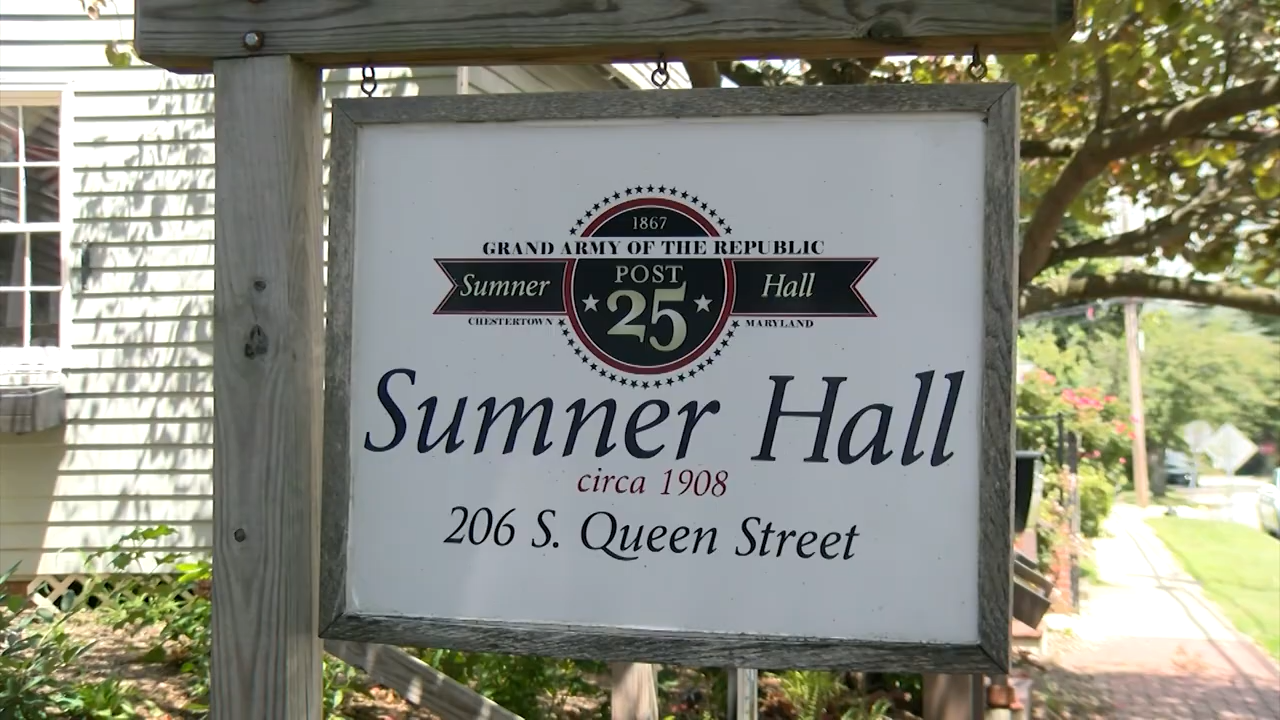 1867
GRAND ARMY OF THE REPUBLIC
Sumner POST 25 Hall
CHESTERTOWN MARYLAND
Sumner Hall
circa 1908
206 S. Queen Street